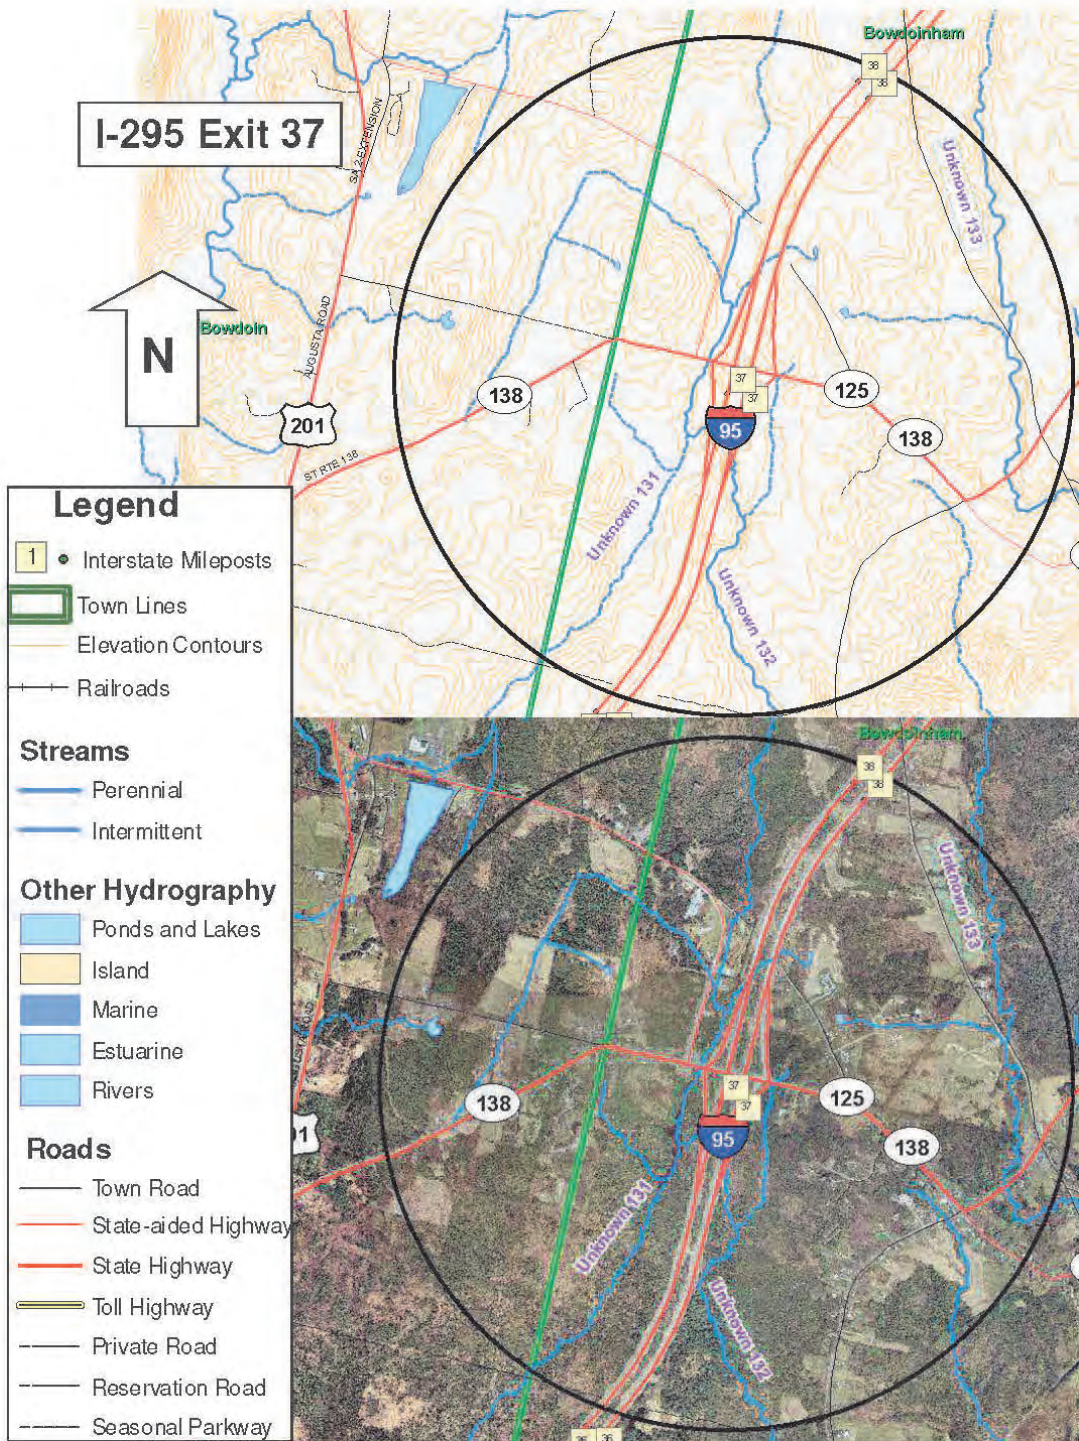 Bowdoinham
38
38
I-295 Exit 37
SA 2 EXTENSION
Unknown 133
N
Bowdoin
AUGUSTA ROAD
201
138
ST RTE 138
37
37
95
125
138
Unknown 131
Unknown 132
Legend
1 Interstate Mileposts
Town Lines
Elevation Contours
Railroads
Streams
Perennial
Intermittent
Other Hydrography
Ponds and Lakes
Island
Marine
Estuarine
Rivers
Roads
Town Road
State-aided Highway
State Highway
Toll Highway
Private Road
Reservation Road
Seasonal Parkway
Bowdoinham
38
38
Unknown 133
01
138
37
37
95
125
138
Unknown 131
Unknown 132
36
36